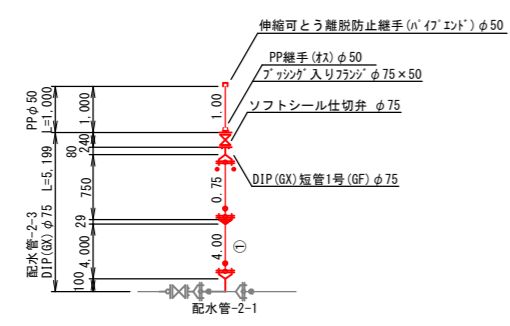 伸縮可とう離脱防止継手(ﾊﾟｲﾌﾟｴﾝﾄﾞ)φ50
PP継手(ｵｽ)φ50
ﾌﾞｯｼﾝｸﾞ入りﾌﾗﾝｼﾞφ75×50
ソフトシール仕切弁 φ75
DIP(GX)短管1号(GF)φ75
PPφ50
L=1,000
1,000
1.00
240
80
配水管-2-3
DIP(GX)φ75 L=5,199
750
0.75
29
4,000
4.00
①
100
配水管-2-1